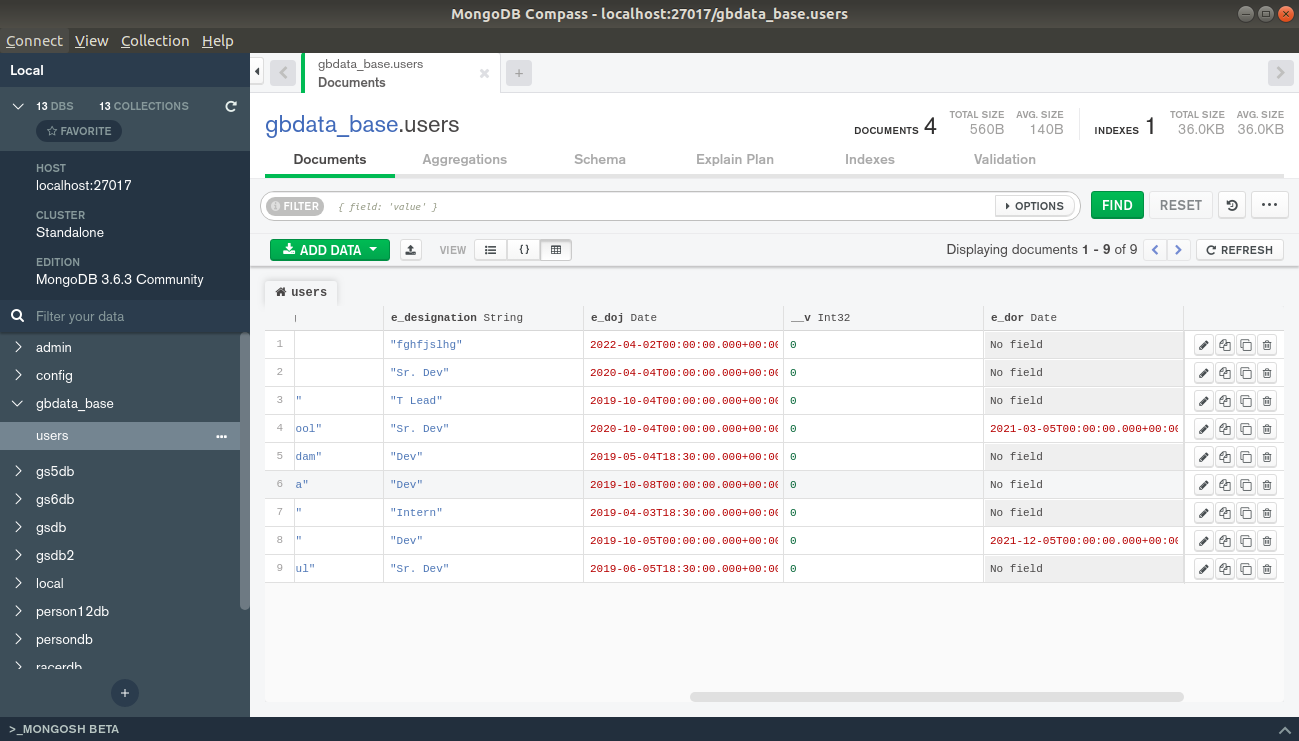 MongoDB Compass - localhost:27017/gbdata_base.users
Connect View Collection Help
Local
13 DBS 13 COLLECTIONS
FAVORITE
HOST
localhost:27017
CLUSTER
Standalone
EDITION
MongoDB 3.6.3 Community
Filter your data
admin
config
gbdata_base
users
gs5db
gs6db
gsdb
gsdb2
local
person12db
persondb
racerdb
gbdata_base.users
Documents
gbdata_base.users
DOCUMENTS 4 TOTAL SIZE 560B AVG. SIZE 140B INDEXES 1 TOTAL SIZE 36.0KB AVG. SIZE 36.0KB
Documents Aggregations Schema Explain Plan Indexes Validation
FILTER { field: 'value' } OPTIONS FIND RESET
ADD DATA VIEW {} Displaying documents 1 - 9 of 9 REFRESH
users
e_designation String e_doj Date __v Int32 e_dor Date
1 "fghfjslhg" 2022-04-02T00:00:00.000+00:00 0 No field
2 "Sr. Dev" 2020-04-04T00:00:00.000+00:00 0 No field
3 " "T Lead" 2019-10-04T00:00:00.000+00:00 0 No field
4 ool" "Sr. Dev" 2020-10-04T00:00:00.000+00:00 0 2021-03-05T00:00:00.000+00:00
5 dam" "Dev" 2019-05-04T18:30:00.000+00:00 0 No field
6 a" "Dev" 2019-10-08T00:00:00.000+00:00 0 No field
7 " "Intern" 2019-04-03T18:30:00.000+00:00 0 No field
8 " "Dev" 2019-10-05T00:00:00.000+00:00 0 2021-12-05T00:00:00.000+00:00
9 ul" "Sr. Dev" 2019-06-05T18:30:00.000+00:00 0 No field
>_MONGOSH BETA